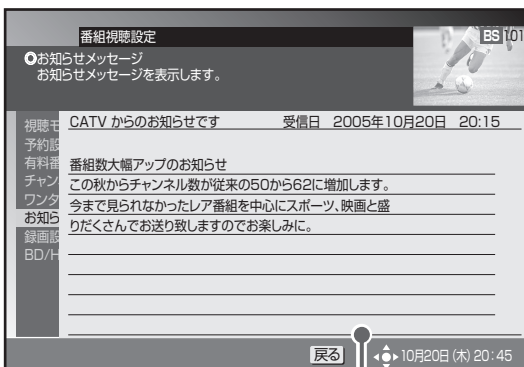 番組視聴設定
BS 101
お知らせメッセージ
お知らせメッセージを表示します。
視聴モ
予約設
有料番
チャン
ワンタ
お知ら
録画設
BD/H
CATV からのお知らせです 受信日 2005年10月20日 20:15
番組数大幅アップのお知らせ
この秋からチャンネル数が従来の50から62に増加します。
今まで見られなかったレア番組を中心にスポーツ、映画と盛
りだくさんでお送り致しますのでお楽しみに。
戻る 10月20日(木) 20:45